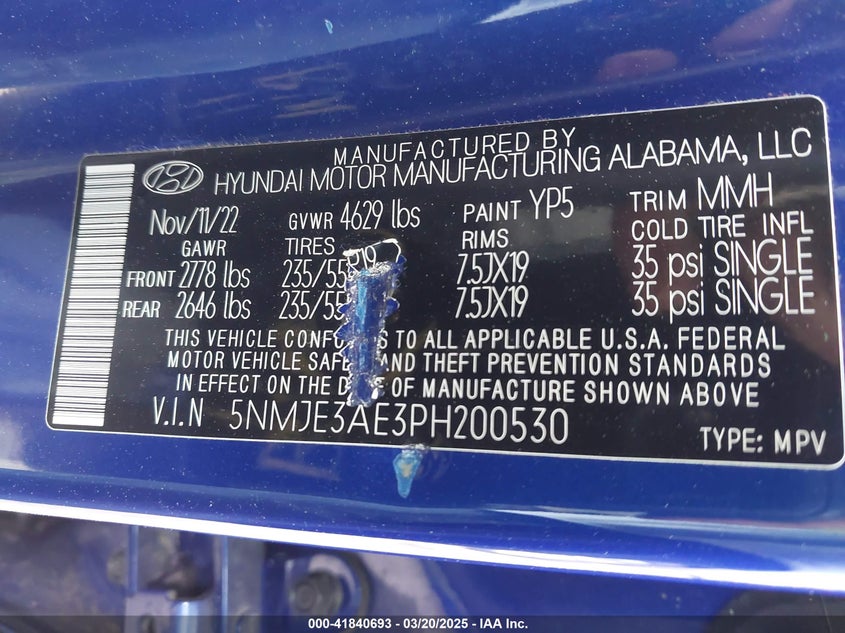 MANUFACTURED BY
HYUNDAI MOTOR MANUFACTURING ALABAMA, LLC
Nov/11/22 GVWR 4629 lbs PAINT YP5 TRIM MMH
GAWR TIRES RIMS COLD TIRE INFL
FRONT 2778 lbs 235/55R19 7.5JX19 35 psi SINGLE
REAR 2646 lbs 235/55 7.5JX19 35 psi SINGLE
THIS VEHICLE TO ALL APPLICABLE U.S.A. FEDERAL
MOTOR VEHICLE AND THEFT PREVENTION STANDARDS
IN EFFECT ON THE OF MANUFACTURE SHOWN ABOVE
V.I.N 5NMJE3AE3PH200530
TYPE: MPV
000-41840693 - 03/20/2025 - IAA Inc.